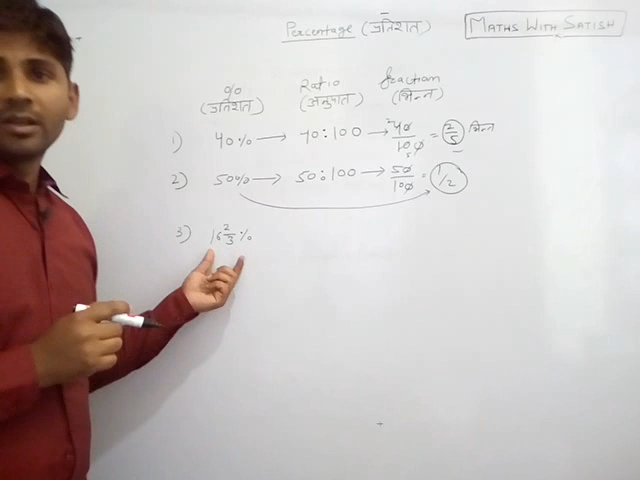 Percentage (प्रतिशत)
MATHS WITH SATISH
% Ratio fraction
(प्रतिशत) (अनुपात) (भिन्न)
1) 40% → 40:100 → 40/100 = 2/5 भिन्न
2) 50% → 50:100 → 50/100 = 1/2
3) 16 2/3 %